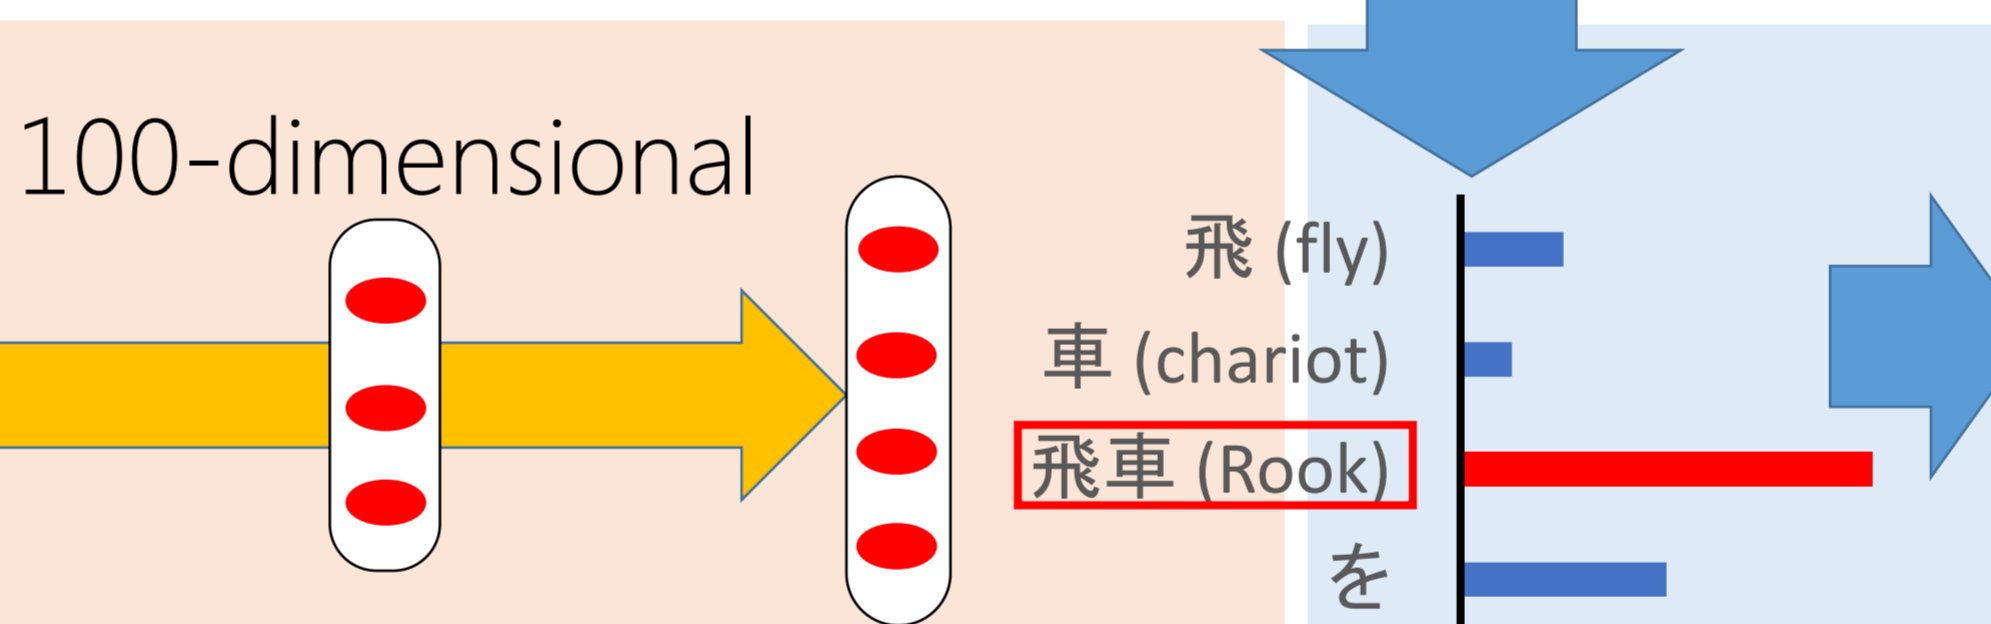 100-dimensional
飛 (fly)
車 (chariot)
飛車 (Rook)
を